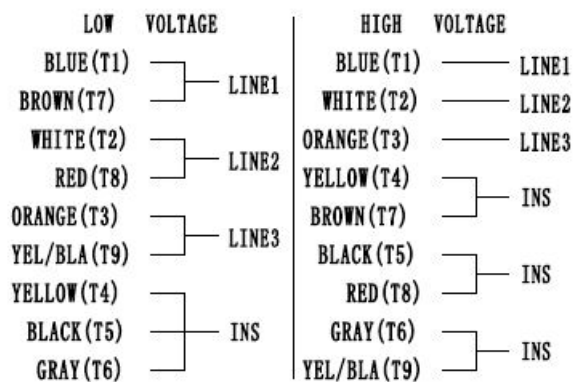 LOW VOLTAGE
BLUE(T1)
BROWN(T7)
LINE1
WHITE(T2)
RED(T8)
LINE2
ORANGE(T3)
YEL/BLA(T9)
LINE3
YELLOW(T4)
BLACK(T5)
GRAY(T6)
INS
HIGH VOLTAGE
BLUE(T1) LINE1
WHITE(T2) LINE2
ORANGE(T3) LINE3
YELLOW(T4)
BROWN(T7)
INS
BLACK(T5)
RED(T8)
INS
GRAY(T6)
YEL/BLA(T9)
INS